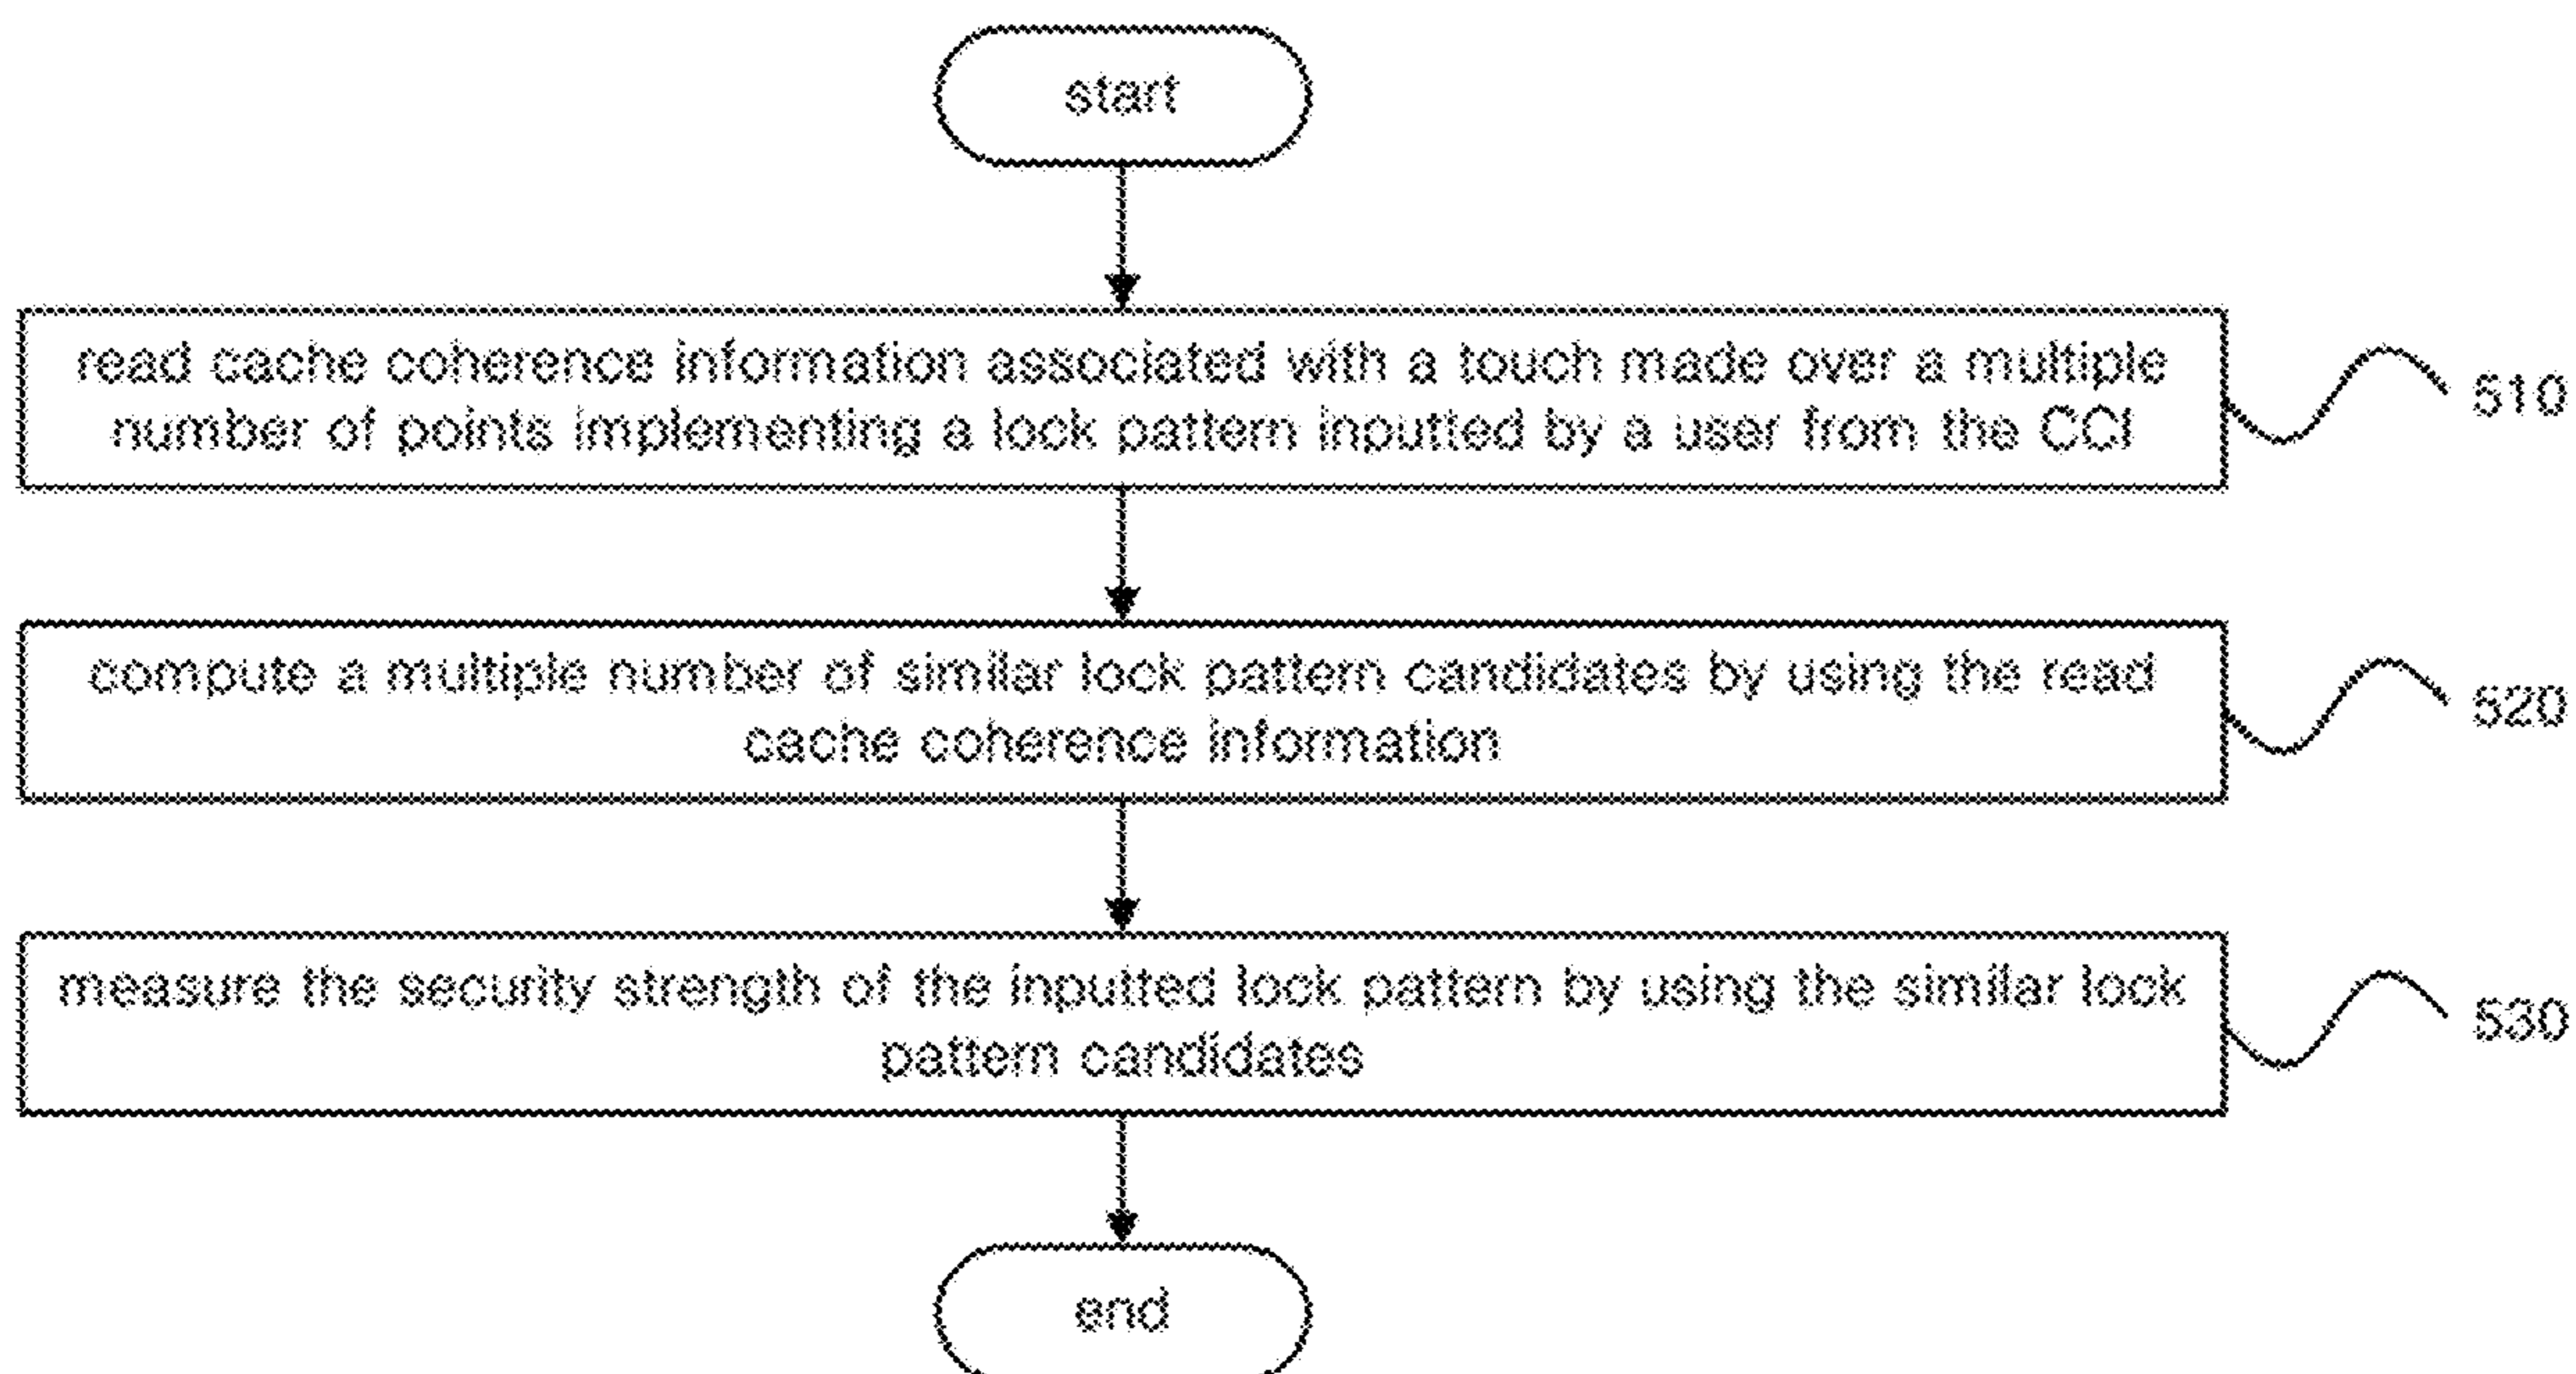 start
read cache coherence information associated with a touch made over a multiple
number of points implementing a lock pattern inputted by a user from the CCI
510
compute a multiple number of similar lock pattern candidates by using the read
cache coherence information
520
measure the security strength of the inputted lock pattern by using the similar lock
pattern candidates
530
end